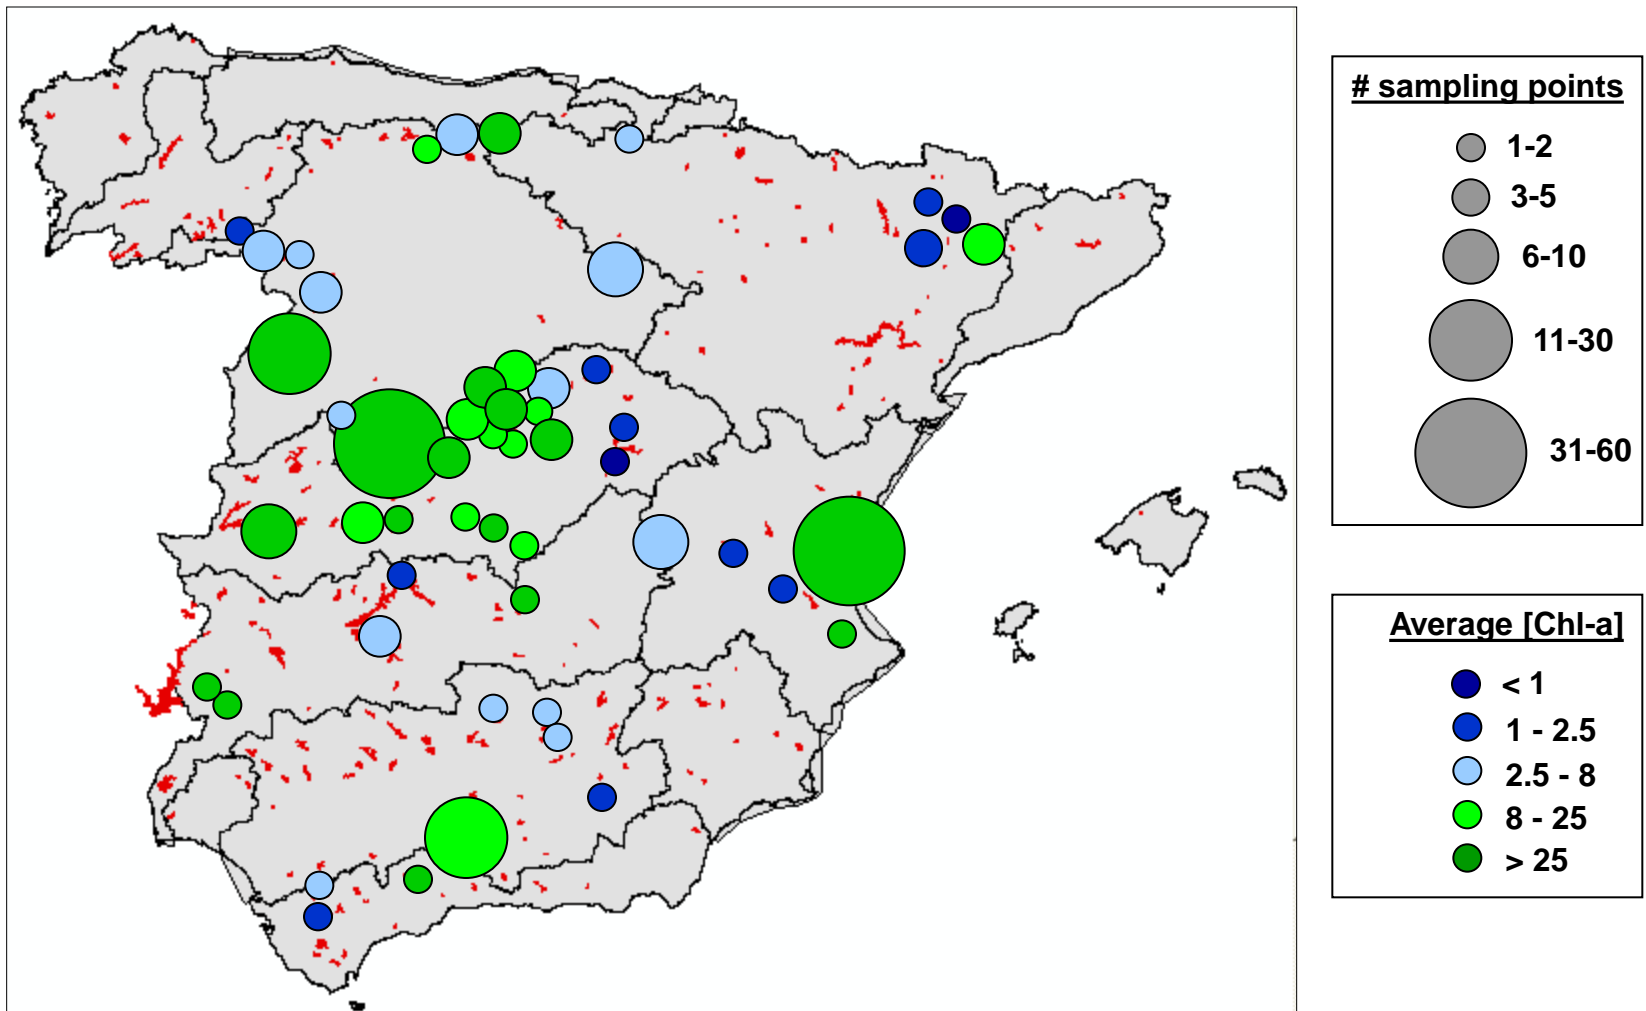 # sampling points
1-2
3-5
6-10
11-30
31-60
Average [Chl-a]
< 1
1 - 2.5
2.5 - 8
8 - 25
> 25